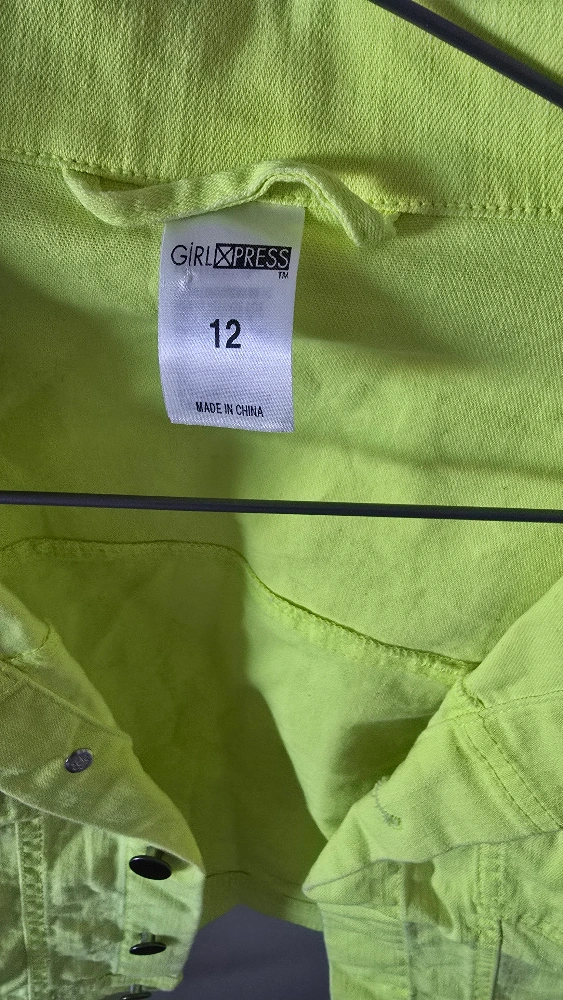 GiRLXPRESS
TM
12
MADE IN CHINA